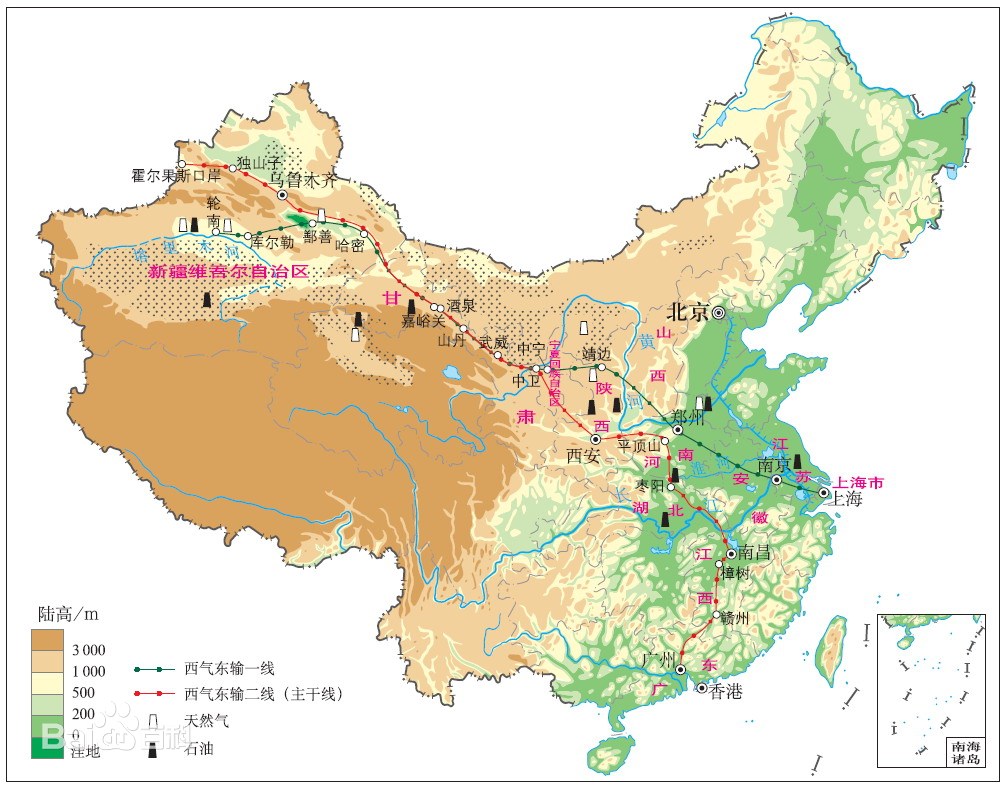 独山子
霍尔果斯口岸
乌鲁木齐
轮南
库尔勒
鄯善
哈密
塔里木河
新疆维吾尔自治区
甘
肃
酒泉
嘉峪关
山丹
武威
中宁
中卫
宁夏回族自治区
靖边
陕
西
黄
河
山
西
北京
郑州
西安
平顶山
河
南
淮河
枣阳
湖
北
长
江
安
徽
江
苏
南京
上海市
上海
南昌
江
西
樟树
赣州
广州
广
东
香港
陆高/m
3 000
1 000
500
200
0
洼地
西气东输一线
西气东输二线（主干线）
天然气
石油
Baidu百科
南海
诸岛